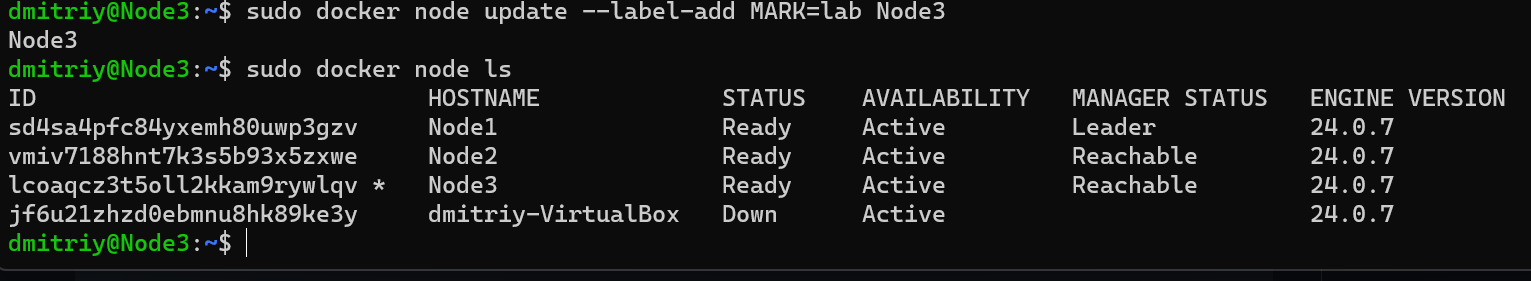 dmitriy@Node3:~$ sudo docker node update --label-add MARK=lab Node3
Node3
dmitriy@Node3:~$ sudo docker node ls
ID HOSTNAME STATUS AVAILABILITY MANAGER STATUS ENGINE VERSION
sd4sa4pfc84yxemh80uwp3gzv Node1 Ready Active Leader 24.0.7
vmiv7188hnt7k3s5b93x5zxwe Node2 Ready Active Reachable 24.0.7
lcoaqcz3t5oll2kkam9rywlqv * Node3 Ready Active Reachable 24.0.7
jf6u21zhzd0ebmnu8hk89ke3y dmitriy-VirtualBox Down Active 24.0.7
dmitriy@Node3:~$